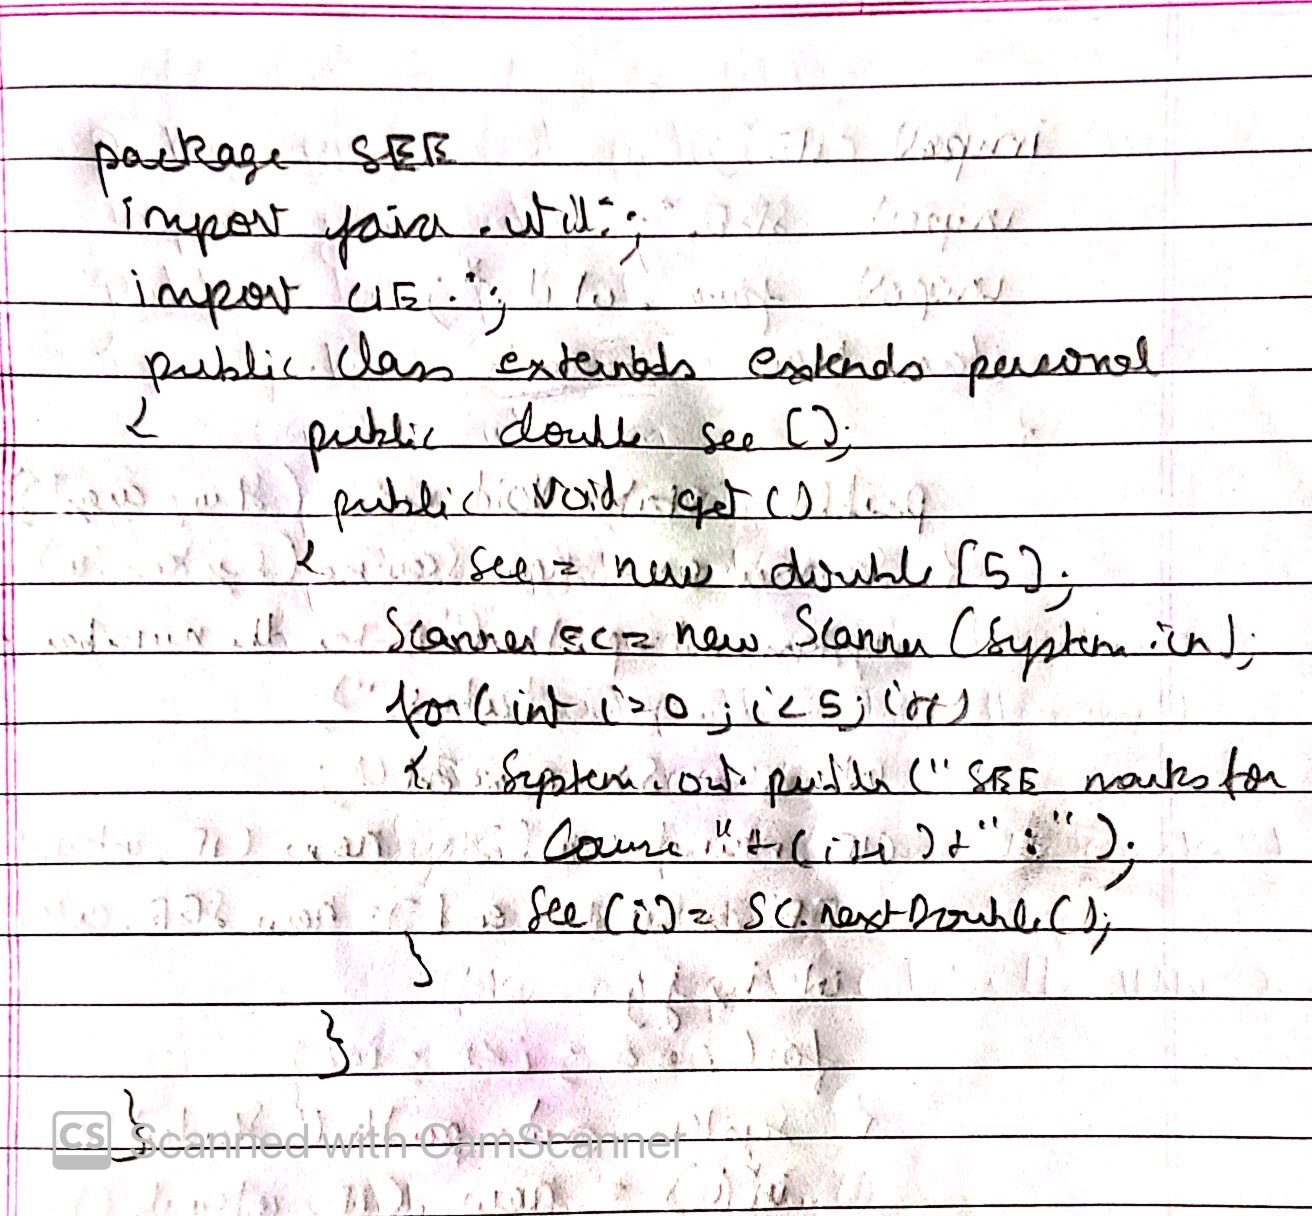 package SEE
import java.util.*;
import CIE.*;
public class externals extends personal
{ public double see [];
public void get ()
{ see = new double [5];
Scanner sc = new Scanner (System.in);
for (int i=0; i<5; i++)
{ System.out.println (" SEE marks for
Course "+ (i+1) + " : ");
see [i] = sc.nextDouble ();
}
}
}
CS Scanned with CamScanner